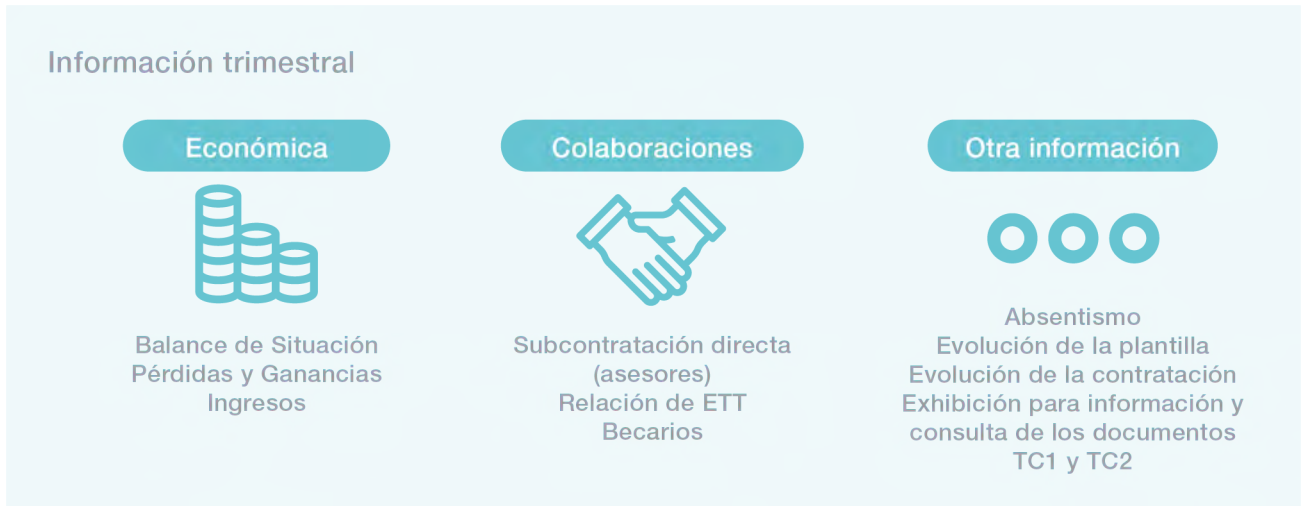 Información trimestral
Económica
Balance de Situación
Pérdidas y Ganancias
Ingresos
Colaboraciones
Subcontratación directa
(asesores)
Relación de ETT
Becarios
Otra información
Absentismo
Evolución de la plantilla
Evolución de la contratación
Exhibición para información y
consulta de los documentos
TC1 y TC2